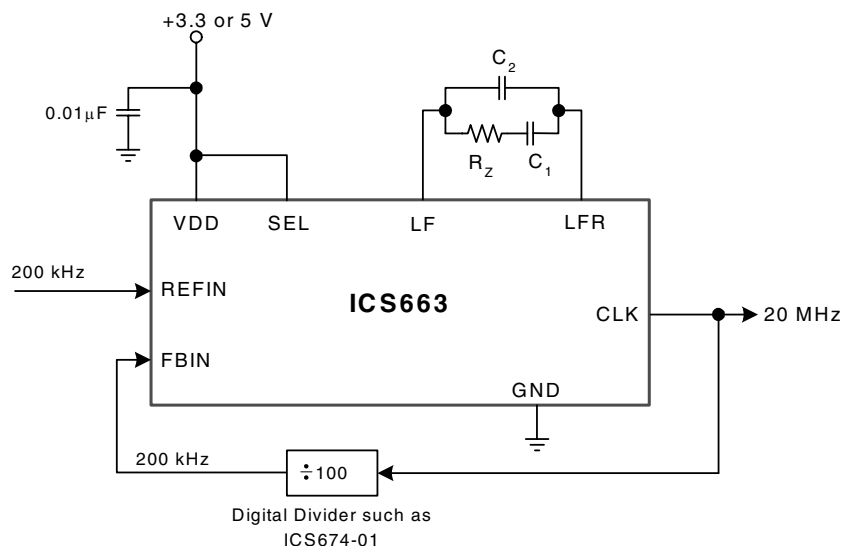 +3.3 or 5 V
0.01μF
C2
RZ
C1
VDD
SEL
LF
LFR
200 kHz
REFIN
ICS663
CLK
20 MHz
FBIN
GND
200 kHz
÷100
Digital Divider such as
ICS674-01